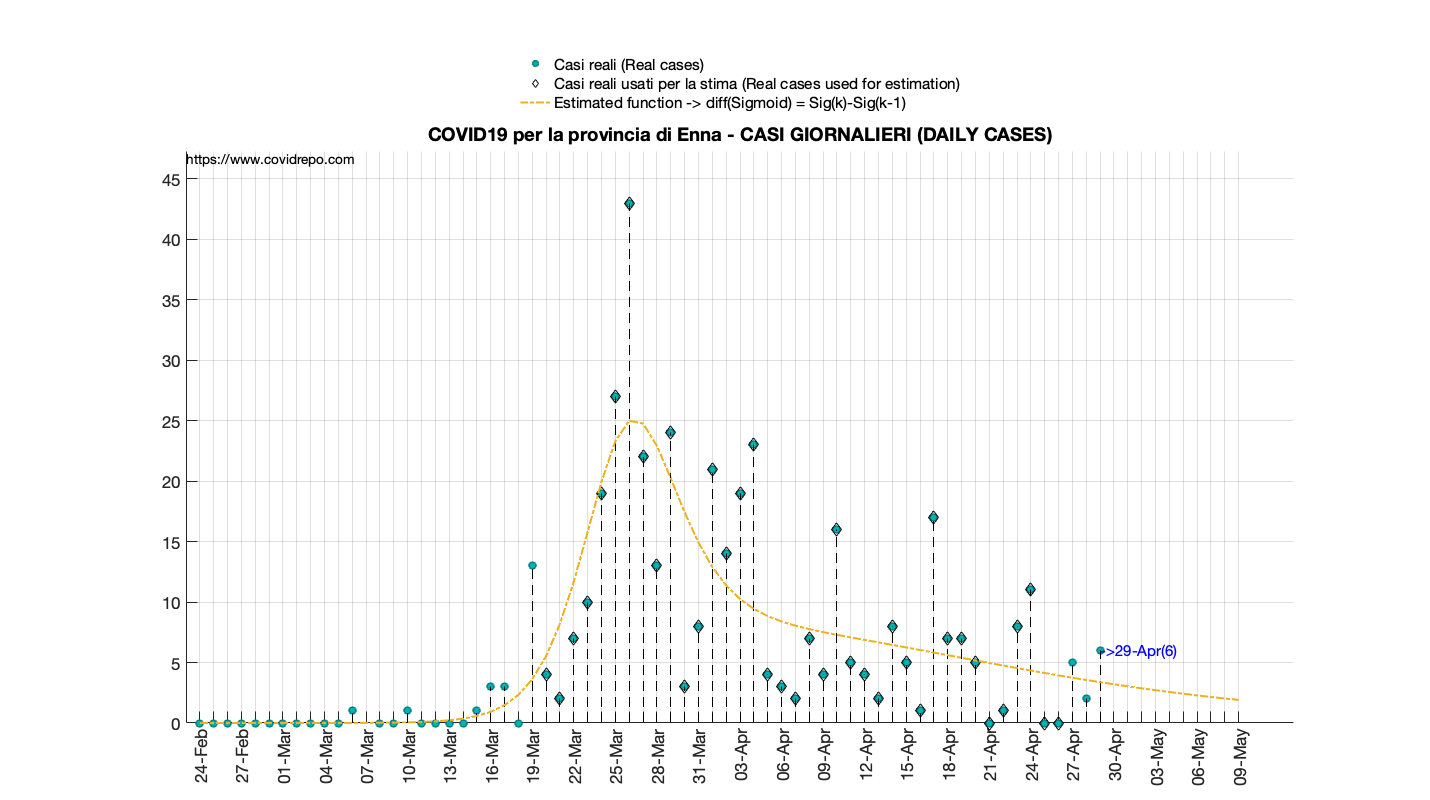 Casi reali (Real cases)
Casi reali usati per la stima (Real cases used for estimation)
Estimated function -> diff(Sigmoid) = Sig(k)-Sig(k-1)
COVID19 per la provincia di Enna - CASI GIORNALIERI (DAILY CASES)
https://www.covidrepo.com
45
40
35
30
25
20
15
10
5
0
>29-Apr(6)
24-Feb
27-Feb
01-Mar
04-Mar
07-Mar
10-Mar
13-Mar
16-Mar
19-Mar
22-Mar
25-Mar
28-Mar
31-Mar
03-Apr
06-Apr
09-Apr
12-Apr
15-Apr
18-Apr
21-Apr
24-Apr
27-Apr
30-Apr
03-May
06-May
09-May